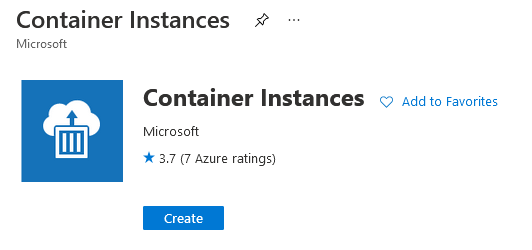 Container Instances ...
Microsoft
Container Instances
Add to Favorites
Microsoft
3.7 (7 Azure ratings)
Create